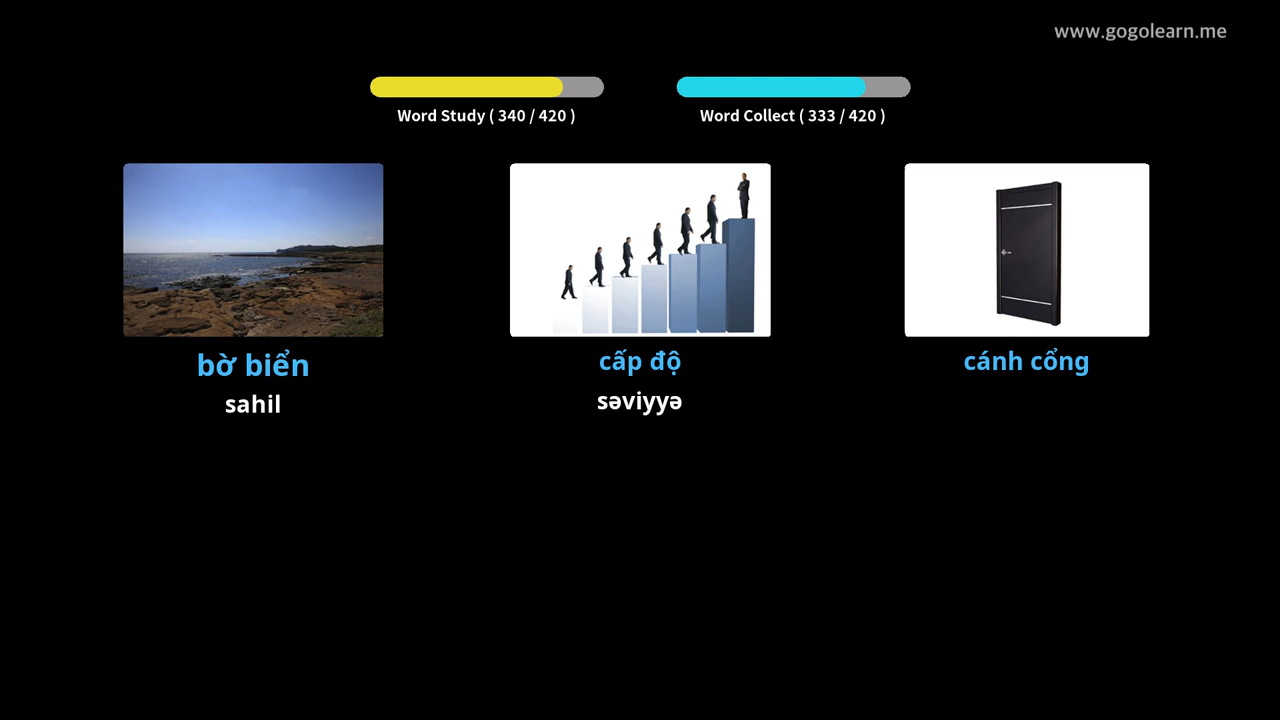 www.gogolearn.me
Word Study ( 340 / 420 )
Word Collect ( 333 / 420 )
bờ biển
sahil
cấp độ
səviyyə
cánh cổng